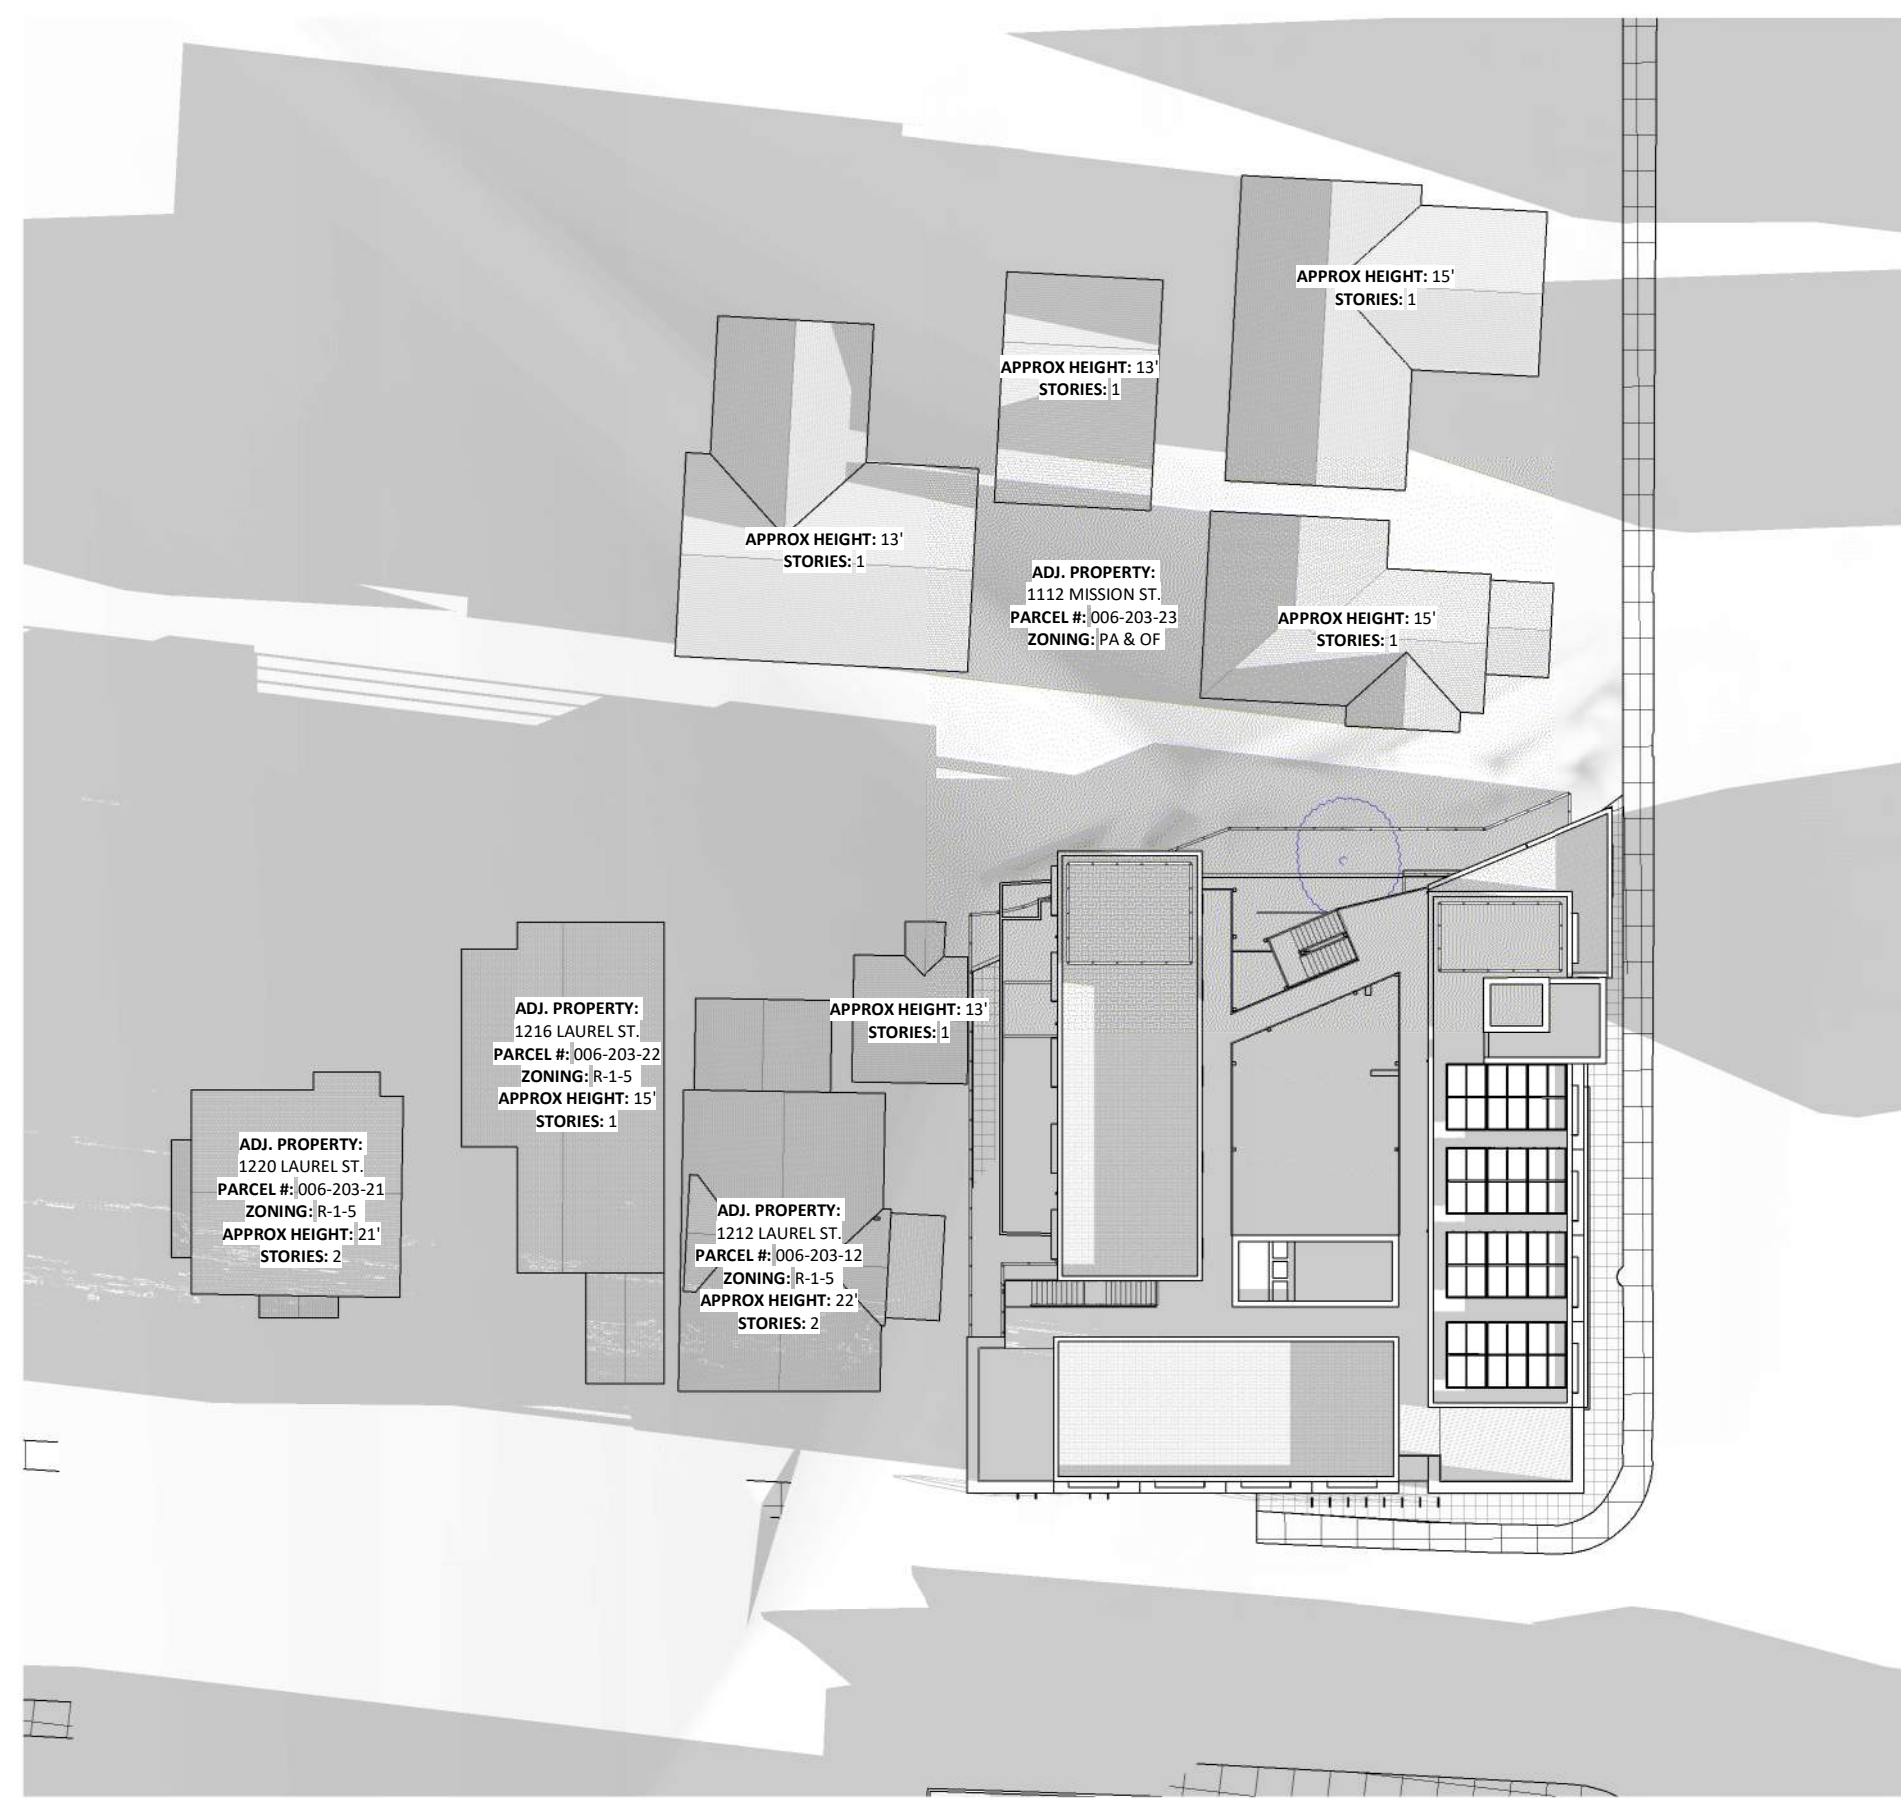 APPROX HEIGHT: 15'
STORIES: 1
APPROX HEIGHT: 13'
STORIES: 1
APPROX HEIGHT: 13'
STORIES: 1
ADJ. PROPERTY:
1112 MISSION ST.
PARCEL #: 006-203-23
ZONING: PA & OF
APPROX HEIGHT: 15'
STORIES: 1
ADJ. PROPERTY:
1216 LAUREL ST.
PARCEL #: 006-203-22
ZONING: R-1-5
APPROX HEIGHT: 15'
STORIES: 1
APPROX HEIGHT: 13'
STORIES: 1
ADJ. PROPERTY:
1220 LAUREL ST.
PARCEL #: 006-203-21
ZONING: R-1-5
APPROX HEIGHT: 21'
STORIES: 2
ADJ. PROPERTY:
1212 LAUREL ST.
PARCEL #: 006-203-12
ZONING: R-1-5
APPROX HEIGHT: 22'
STORIES: 2